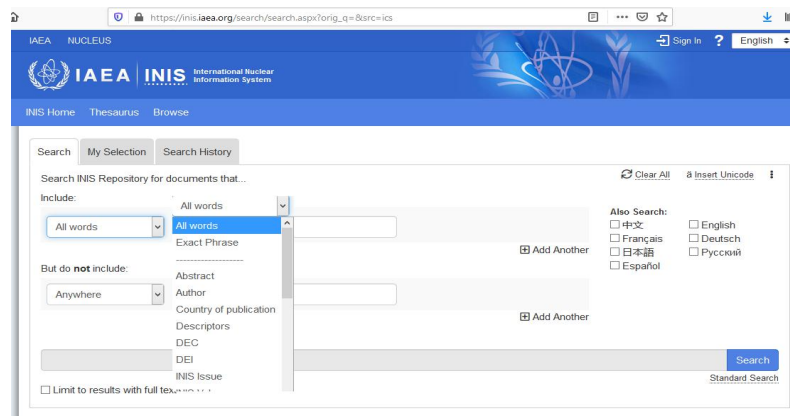 https://inis.iaea.org/search/search.aspx?orig_q=&src=ics
IAEA NUCLEUS
Sign In ? English
IAEA INIS International Nuclear
Information System
INIS Home Thesaurus Browse
Search My Selection Search History
Search INIS Repository for documents that...
Clear All ā Insert Unicode
Include:
All words
All words
All words
Exact Phrase
--------------------
Abstract
Author
Country of publication
Descriptors
DEC
DEI
INIS Issue
Add Another
But do not include:
Anywhere
Add Another
Also Search:
中文 English
Français Deutsch
日本語 Русский
Español
Search
Standard Search
Limit to results with full